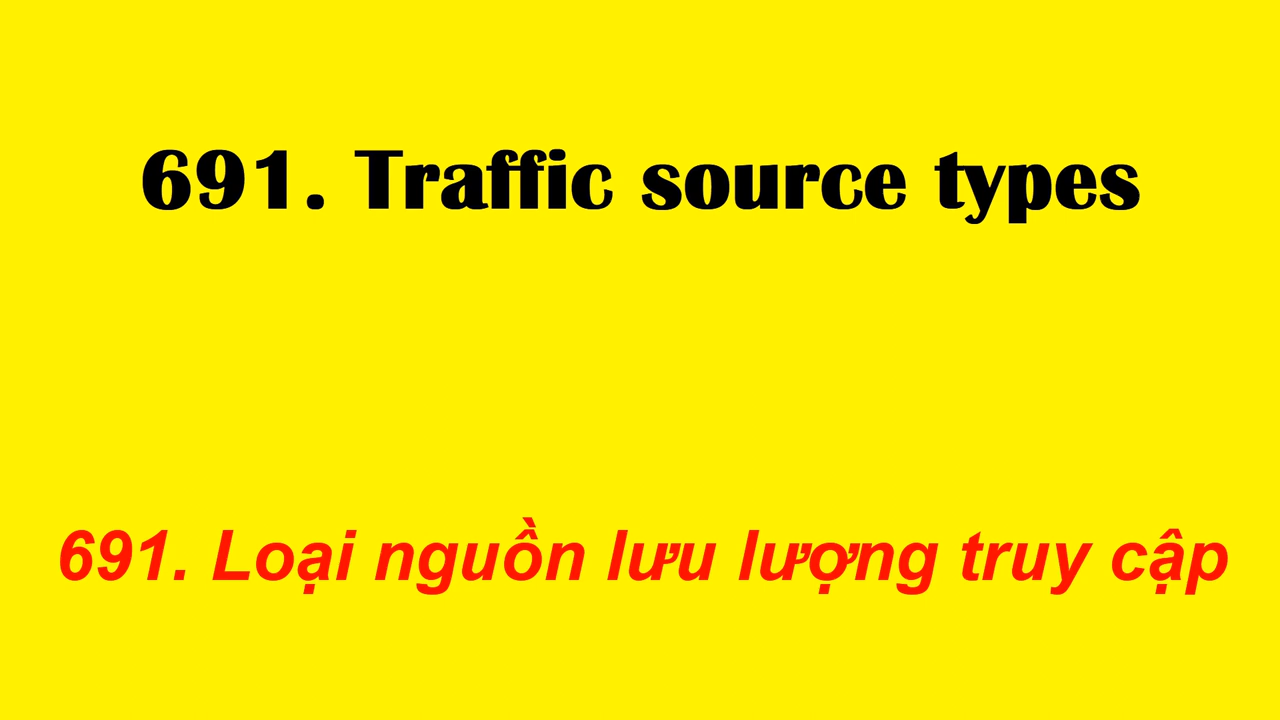 691. Traffic source types
691. Loại nguồn lưu lượng truy cập